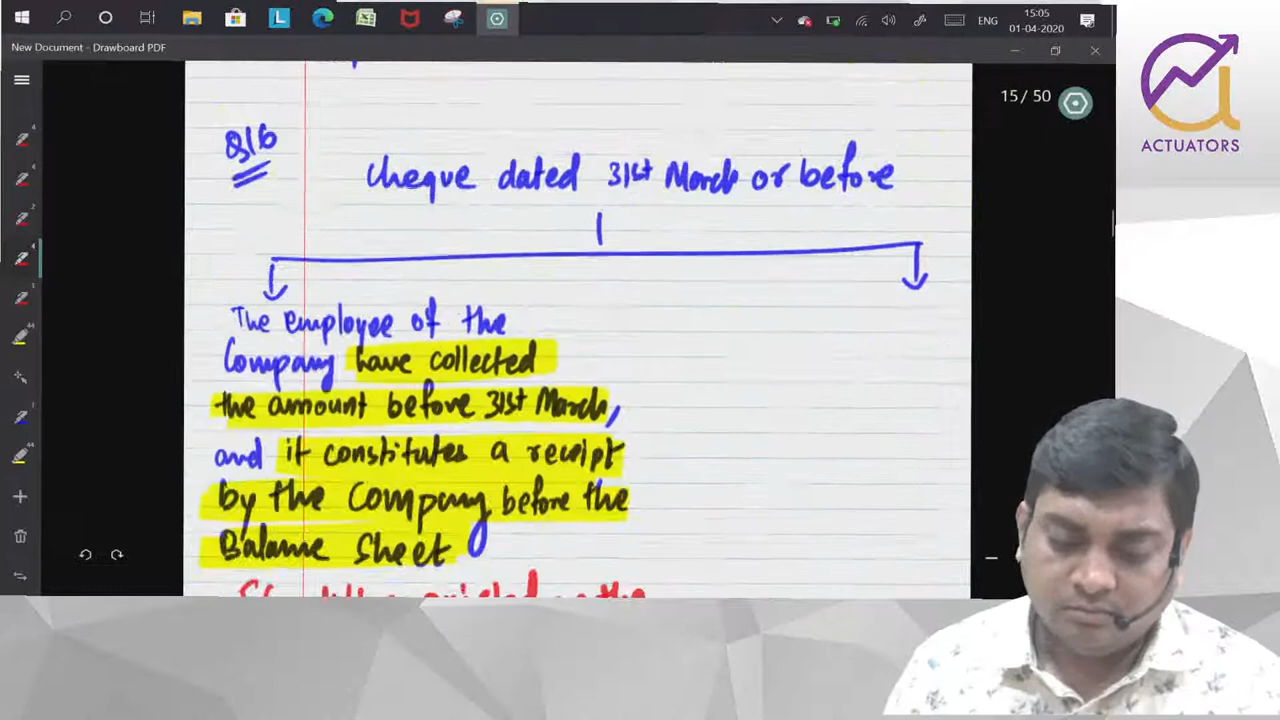 ENG
15:05
01-04-2020
New Document - Drawboard PDF
15 / 50
ACTUATORS
Q16
Cheque dated 31st March or before
The employee of the
Company have collected
the amount before 31st March,
and it constitutes a receipt
by the Company before the
Balance Sheet